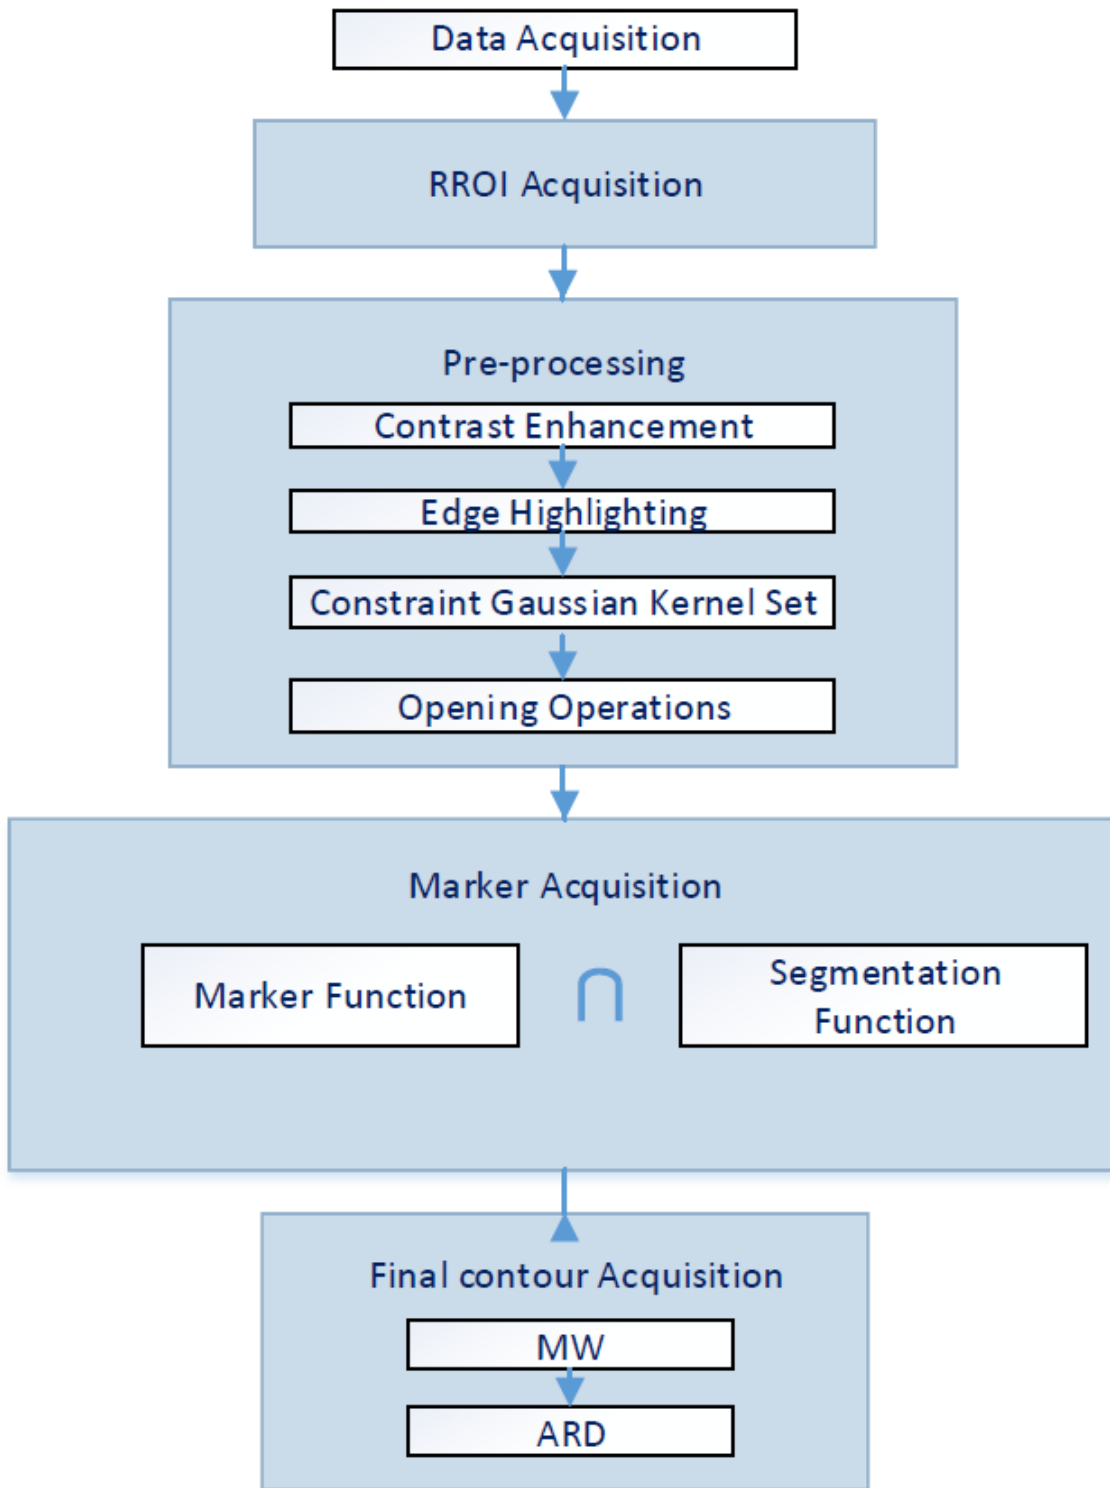 Data Acquisition
RROI Acquisition
Pre-processing
Contrast Enhancement
Edge Highlighting
Constraint Gaussian Kernel Set
Opening Operations
Marker Acquisition
Marker Function
∩
Segmentation
Function
Final contour Acquisition
MW
ARD